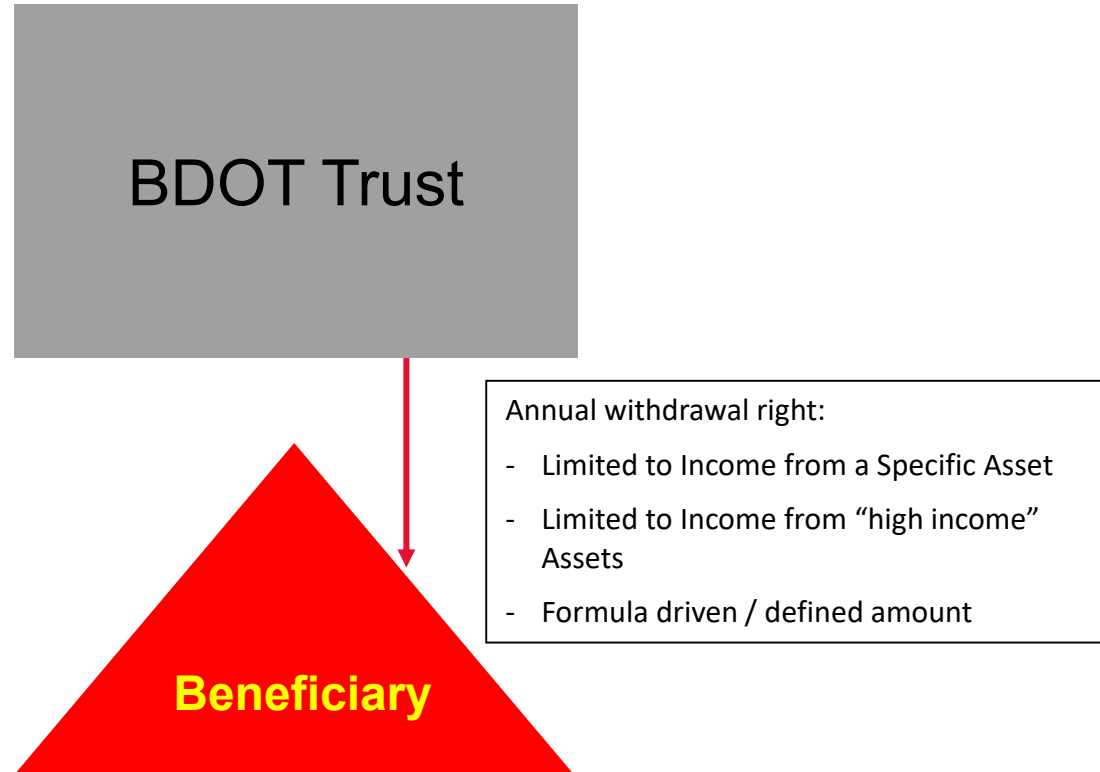 BDOT Trust
Annual withdrawal right:
- Limited to Income from a Specific Asset
- Limited to Income from “high income”
Assets
- Formula driven / defined amount
Beneficiary